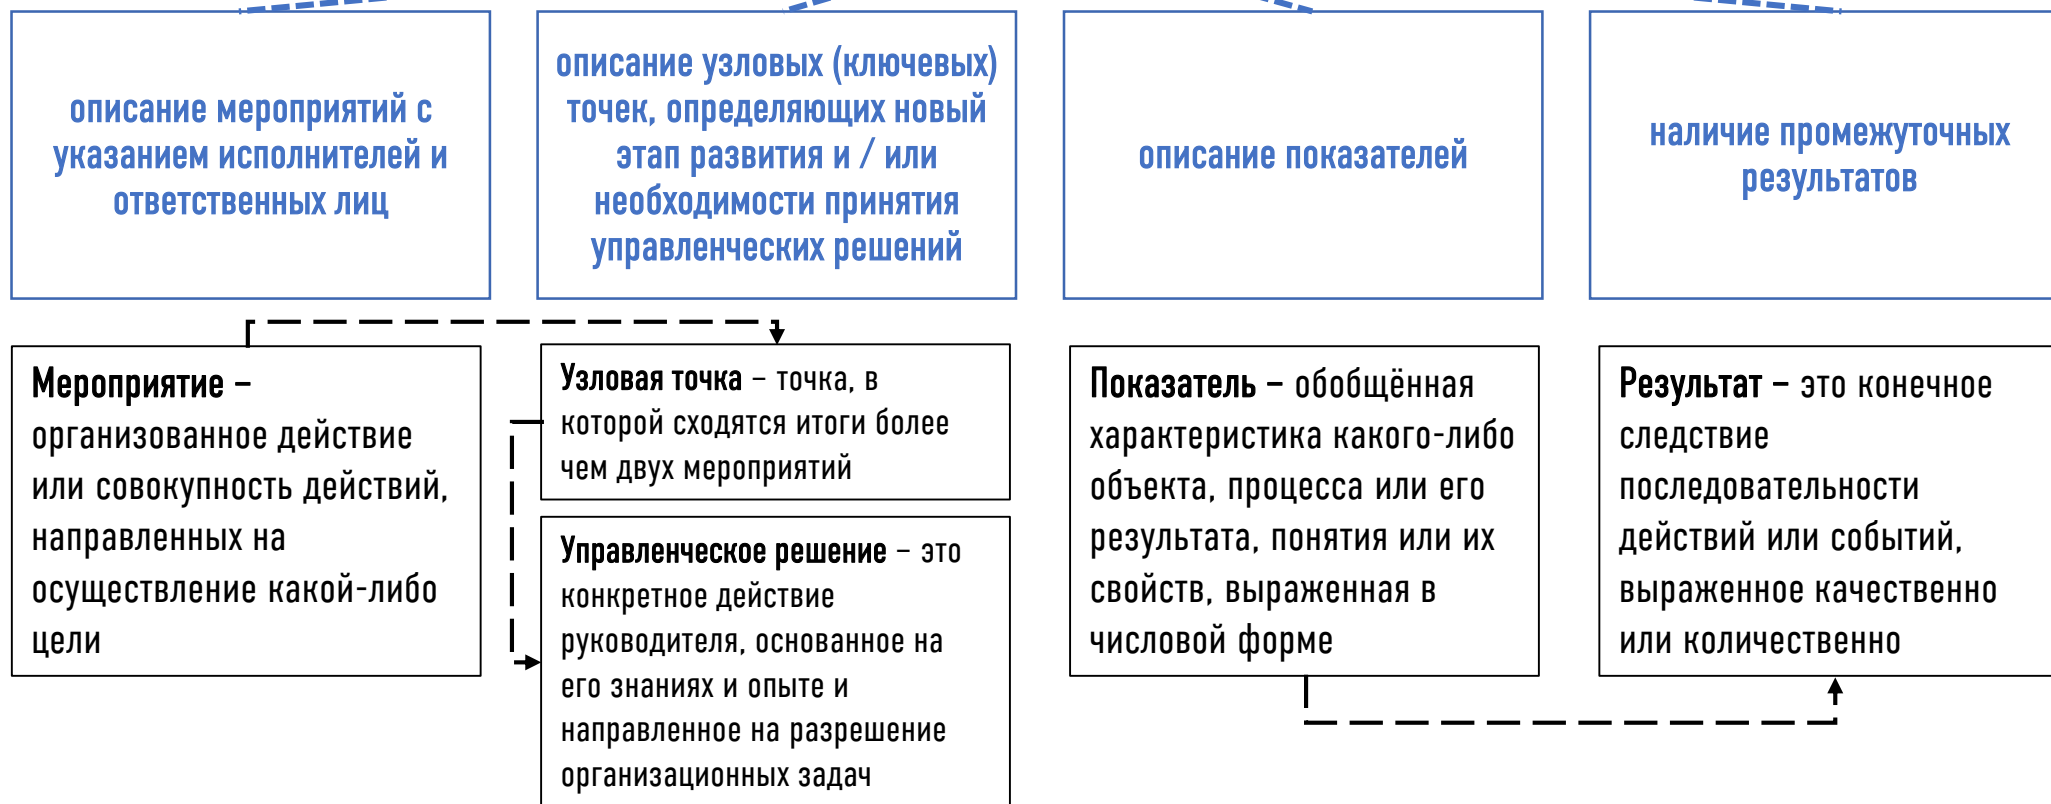 описание мероприятий с
указанием исполнителей и
ответственных лиц
описание узловых (ключевых)
точек, определяющих новый
этап развития и / или
необходимости принятия
управленческих решений
описание показателей
наличие промежуточных
результатов
Мероприятие –
организованное действие
или совокупность действий,
направленных на
осуществление какой-либо
цели
Узловая точка – точка, в
которой сходятся итоги более
чем двух мероприятий
Управленческое решение – это
конкретное действие
руководителя, основанное на
его знаниях и опыте и
направленное на разрешение
организационных задач
Показатель – обобщённая
характеристика какого-либо
объекта, процесса или его
результата, понятия или их
свойств, выраженная в
числовой форме
Результат – это конечное
следствие
последовательности
действий или событий,
выраженное качественно
или количественно